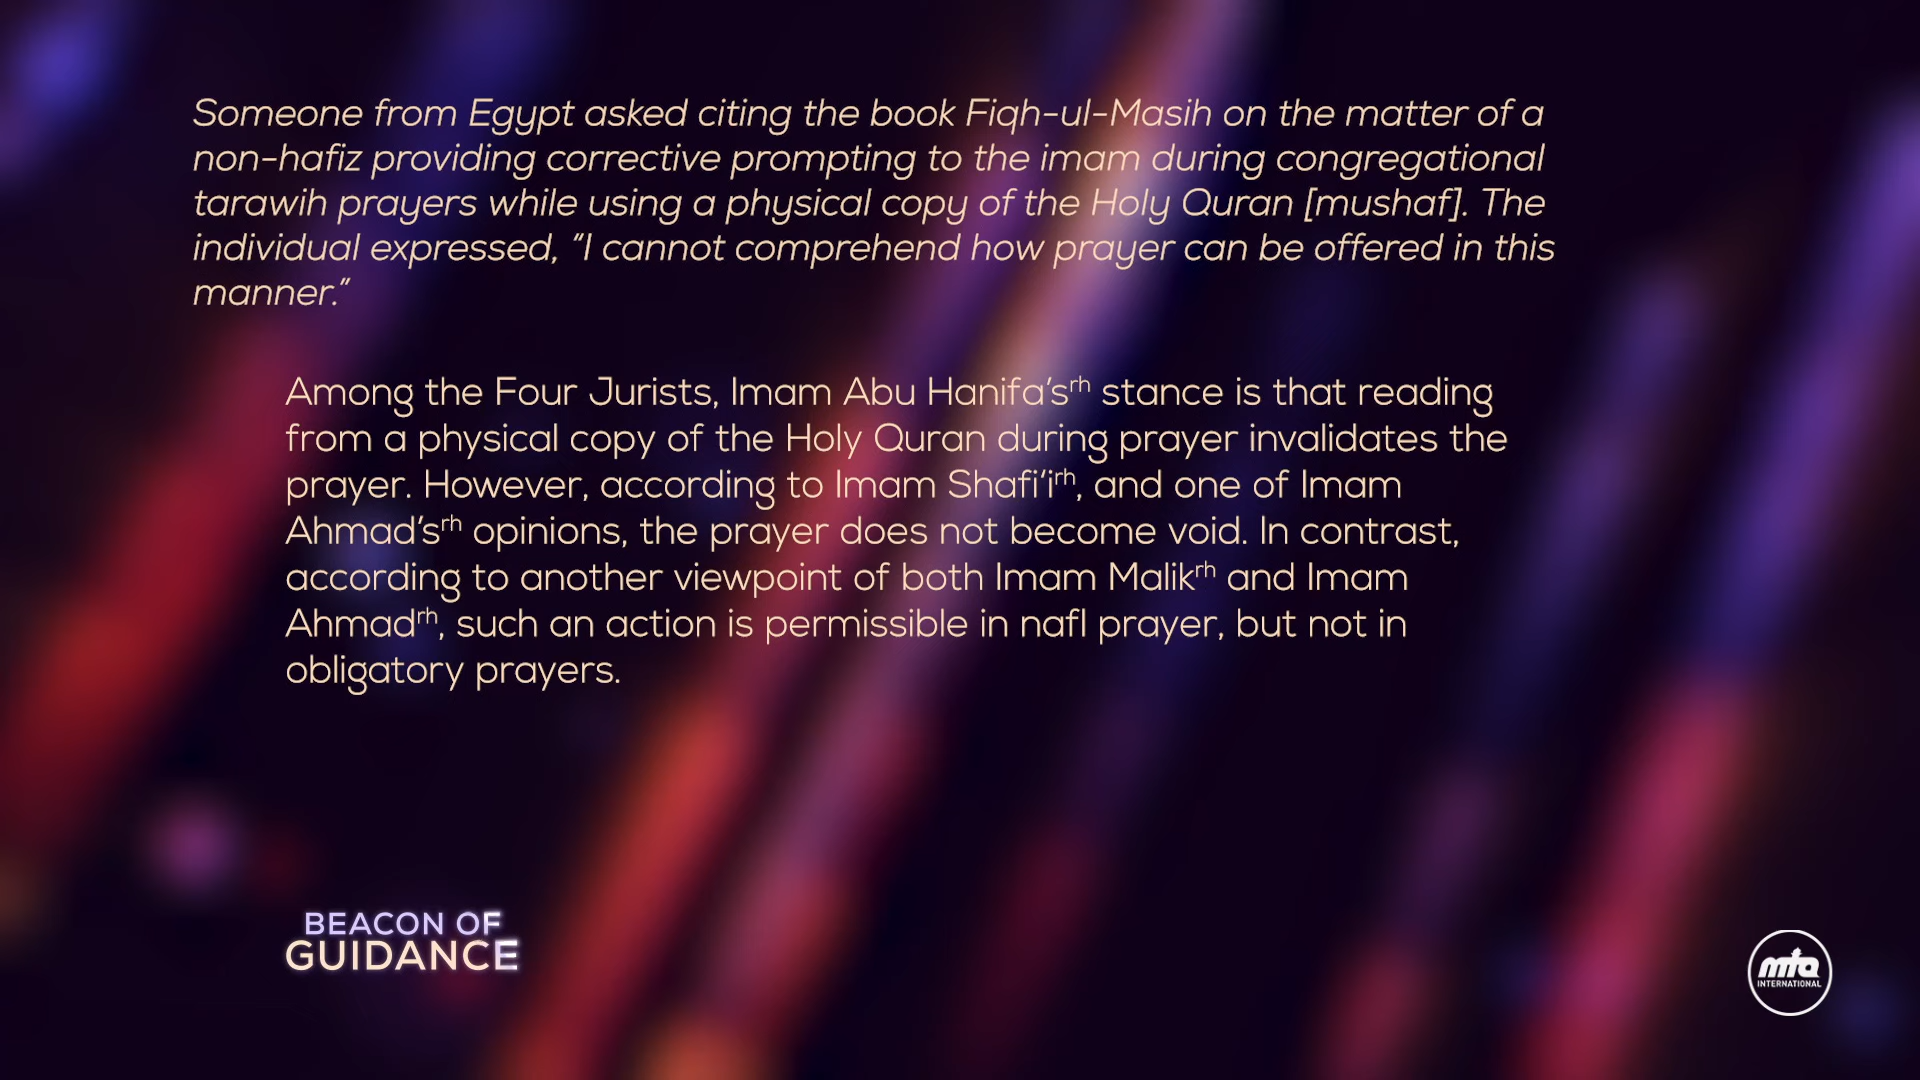 Someone from Egypt asked citing the book Fiqh-ul-Masih on the matter of a
non-hafiz providing corrective prompting to the imam during congregational
tarawih prayers while using a physical copy of the Holy Quran [mushaf]. The
individual expressed, “I cannot comprehend how prayer can be offered in this
manner.”
Among the Four Jurists, Imam Abu Hanifa’sʳʰ stance is that reading
from a physical copy of the Holy Quran during prayer invalidates the
prayer. However, according to Imam Shafi‘iʳʰ, and one of Imam
Ahmad’sʳʰ opinions, the prayer does not become void. In contrast,
according to another viewpoint of both Imam Malikʳʰ and Imam
Ahmadʳʰ, such an action is permissible in nafl prayer, but not in
obligatory prayers.
BEACON OF
GUIDANCE
mta
INTERNATIONAL